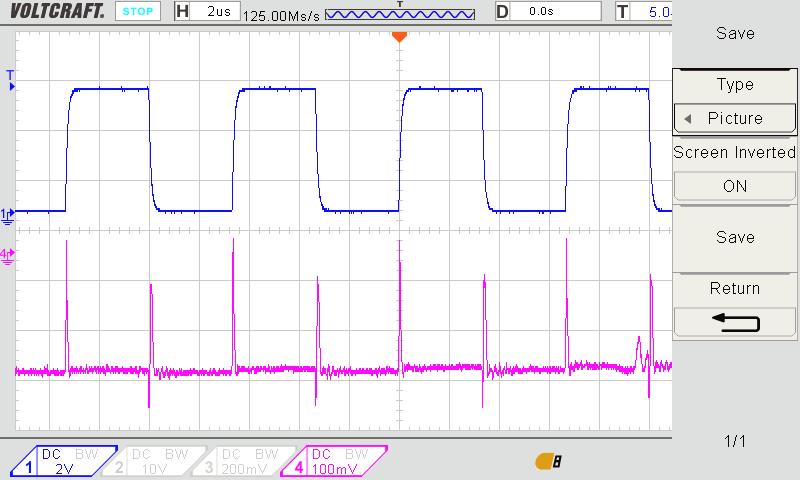 VOLTCRAFT. STOP H 2us 125.00Ms/s T D 0.0s T 5.0
Save
T
Type
Picture
Screen Inverted
ON
1
Save
4
Return
1/1
1 DC BW 2V
2 DC BW 10V
3 DC BW 200mV
4 DC BW 100mV